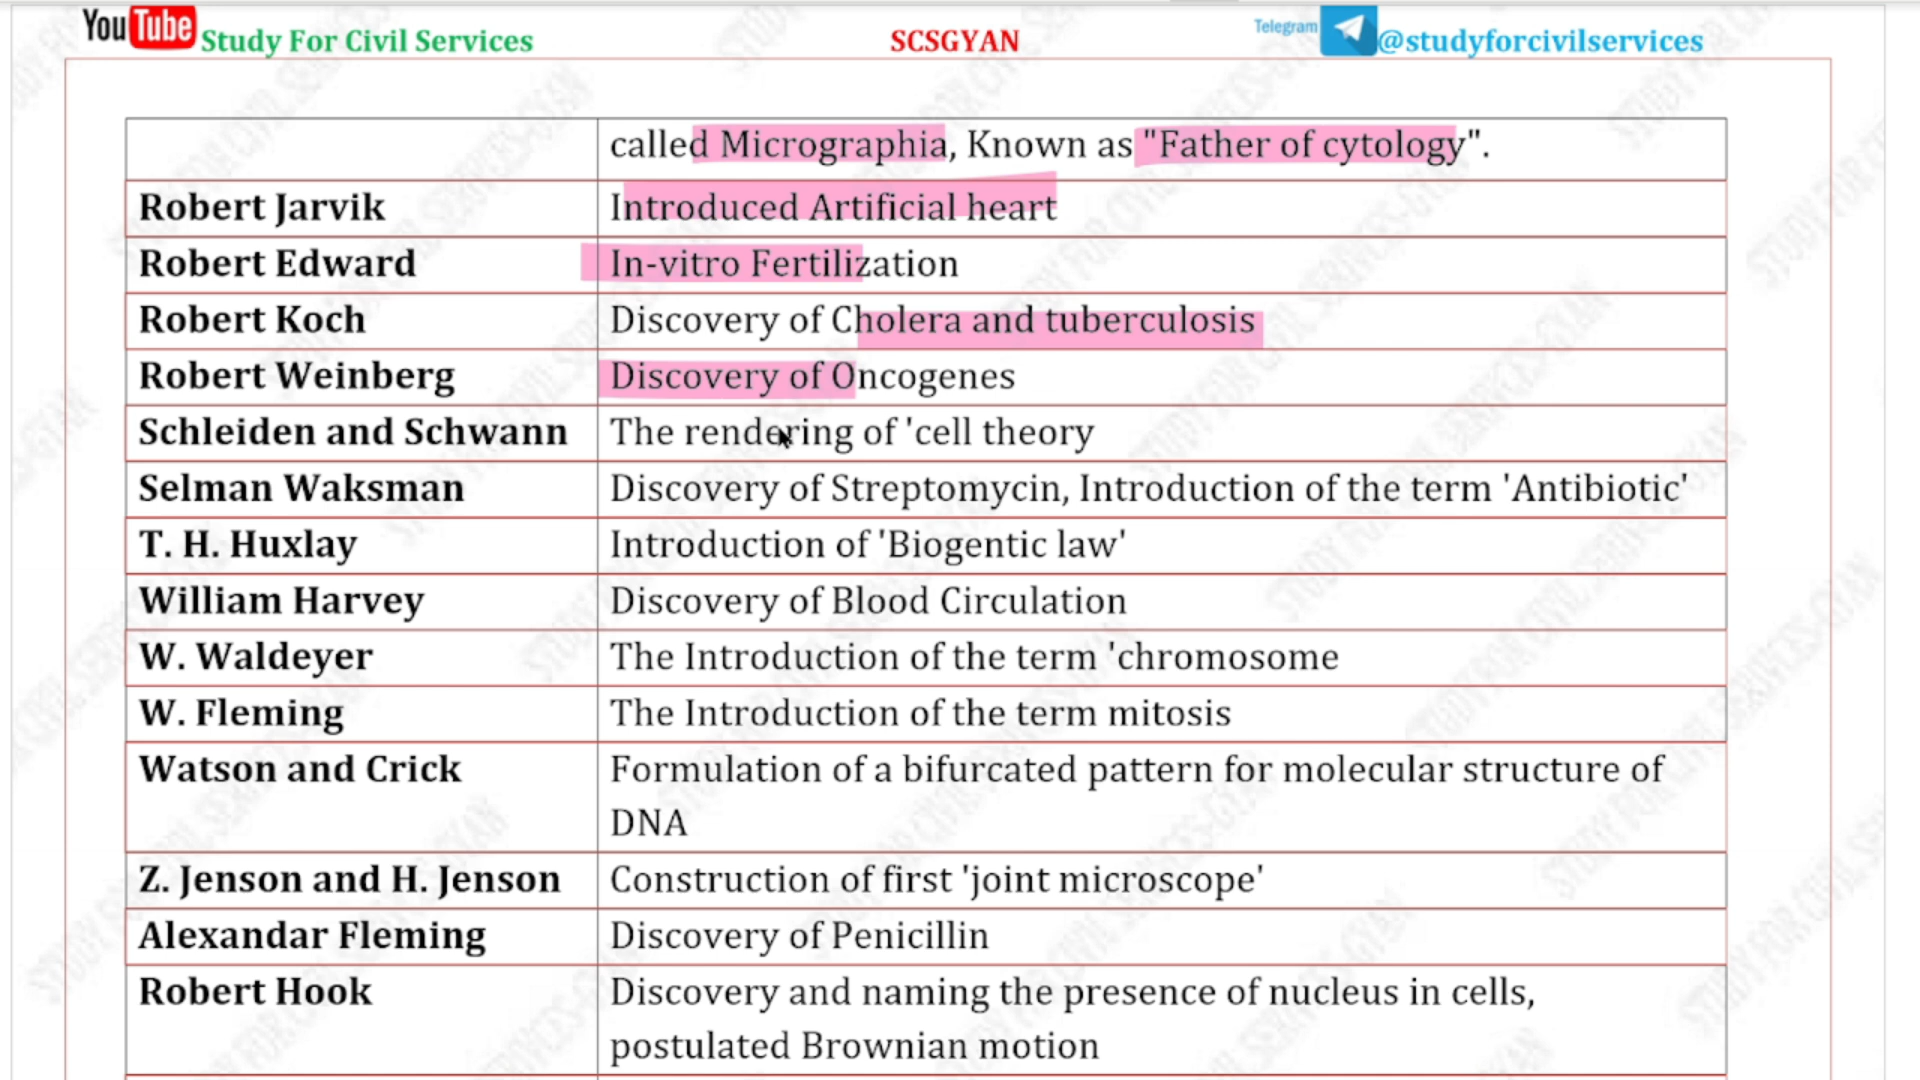 YouTube Study For Civil Services SCSGYAN Telegram @studyforcivilservices
called Micrographia, Known as "Father of cytology".
Robert Jarvik Introduced Artificial heart
Robert Edward In-vitro Fertilization
Robert Koch Discovery of Cholera and tuberculosis
Robert Weinberg Discovery of Oncogenes
Schleiden and Schwann The rendering of 'cell theory
Selman Waksman Discovery of Streptomycin, Introduction of the term 'Antibiotic'
T. H. Huxlay Introduction of 'Biogentic law'
William Harvey Discovery of Blood Circulation
W. Waldeyer The Introduction of the term 'chromosome
W. Fleming The Introduction of the term mitosis
Watson and Crick Formulation of a bifurcated pattern for molecular structure of
DNA
Z. Jenson and H. Jenson Construction of first 'joint microscope'
Alexandar Fleming Discovery of Penicillin
Robert Hook Discovery and naming the presence of nucleus in cells,
postulated Brownian motion